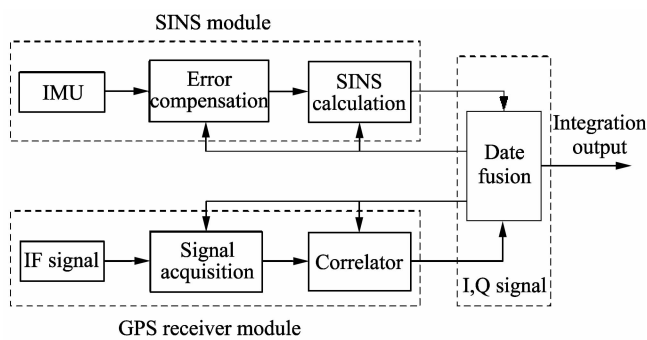 SINS module
IMU
Error
compensation
SINS
calculation
Integration
output
Date
fusion
IF signal
Signal
acquisition
Correlator
I,Q signal
GPS receiver module